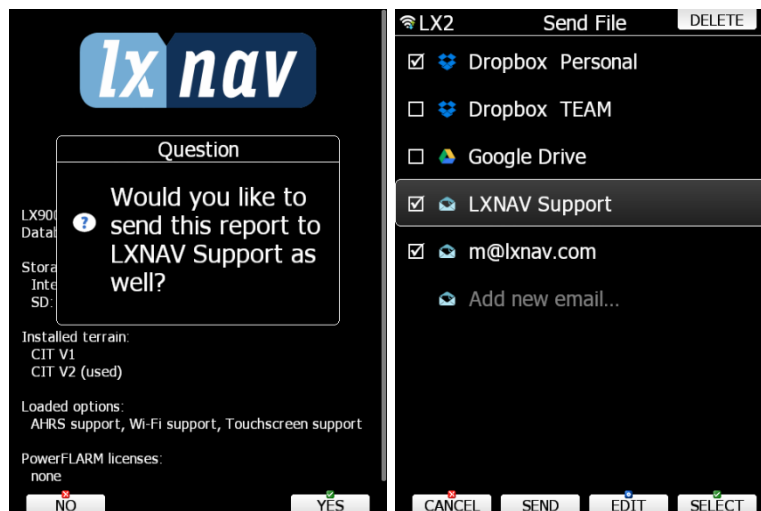 lx nav
Question
Would you like to
send this report to
LXNAV Support as
well?
LX900
Datab
Stora
Inte
SD:
Installed terrain:
CIT V1
CIT V2 (used)
Loaded options:
AHRS support, Wi-Fi support, Touchscreen support
PowerFLARM licenses:
none
NO
YES
LX2
Send File
DELETE
Dropbox Personal
Dropbox TEAM
Google Drive
LXNAV Support
m@lxnav.com
Add new email...
CANCEL
SEND
EDIT
SELECT